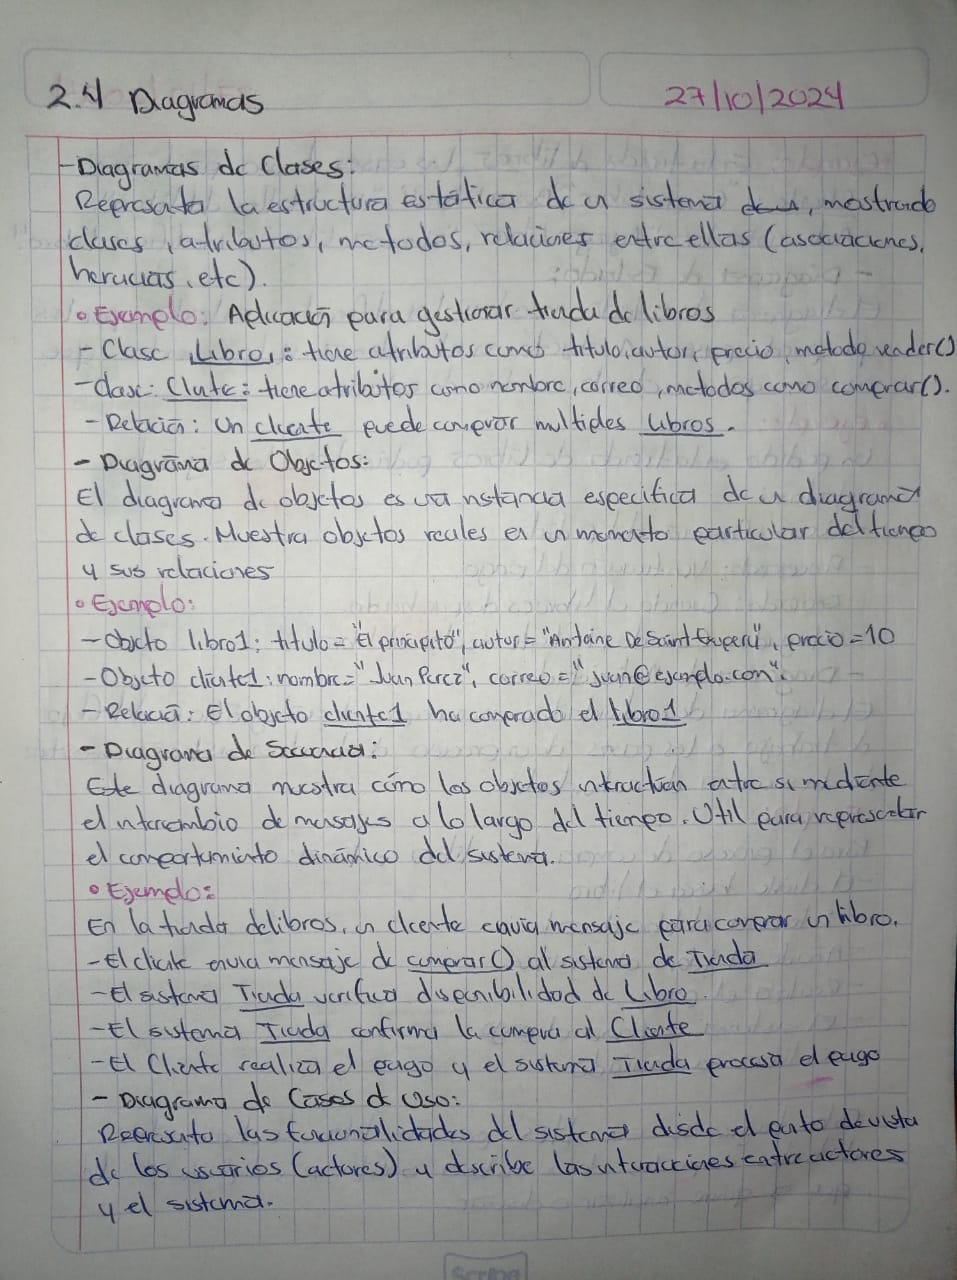 2.4 Diagramas
27/10/2024
- Diagramas de Clases:
Representa la estructura estática de un sistema, mostrando
clases, atributos, metodos, relaciones entre ellas (asociaciones,
herencias, etc).
• Ejemplo: Aplicación para gestionar tienda de libros
- Clase Libro: tiene atributos como titulo, autor, precio, metodo vender()
- clase: Cliente: tiene atributos como nombre, correo, metodos como comprar().
- Relación: Un cliente puede comprar multiples Libros.
- Diagrama de Objetos:
El diagrama de objetos es una instancia especifica de un diagrama
de clases. Muestra objetos reales en un momento particular del tiempo
y sus relaciones
• Ejemplo:
- Objeto libro1: titulo = "El principito", autor = "Antoine De Saint Exuperi", precio = 10
- Objeto cliente1: nombre = "Juan Perez", correo = "juan@ejemplo.com".
- Relación: El objeto cliente1 ha comprado el libro1
- Diagrama de Secuencia:
Este diagrama muestra cómo los objetos interactúan entre si mediante
el intercambio de mensajes a lo largo del tiempo. Util para representar
el comportamiento dinámico del sistema.
• Ejemplo:
En la tienda de libros, un cliente envia mensaje para comprar un libro.
- El cliente envia mensaje de comprar() al sistema de Tienda
- El sistema Tienda verifica disponibilidad de Libro.
- El sistema Tienda confirma la compra al Cliente
- El Cliente realiza el pago y el sistema Tienda procesa el pago
- Diagrama de Casos de Uso:
Representa las funcionalidades del sistema desde el punto de vista
de los usuarios (actores) y describe las interacciones entre actores
y el sistema.
Scribe